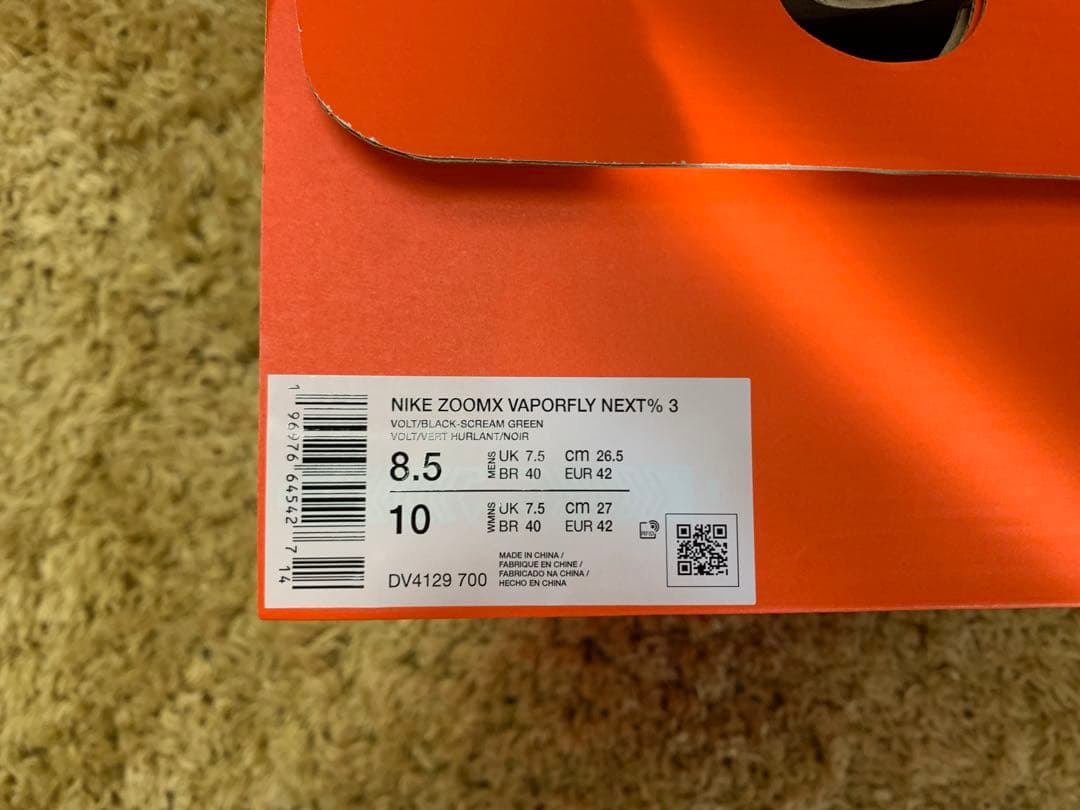 NIKE ZOOMX VAPORFLY NEXT% 3
VOLT/BLACK-SCREAM GREEN
VOLT/VERT HURLANT/NOIR
8.5 MENS UK 7.5 cm 26.5
BR 40 EUR 42
10 WMNS UK 7.5 cm 27
BR 40 EUR 42
RFID
DV4129 700
MADE IN CHINA /
FABRIQUE EN CHINE /
FABRICADO NA CHINA /
HECHO EN CHINA
1 96976 64542 7 14